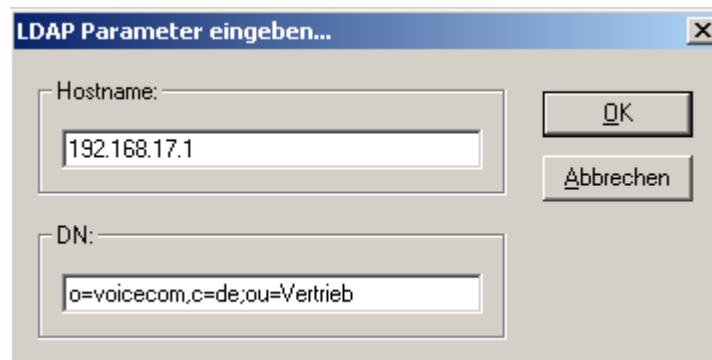 LDAP Parameter eingeben...
Hostname:
192.168.17.1
OK
Abbrechen
DN:
o=voicecom,c=de;ou=Vertrieb